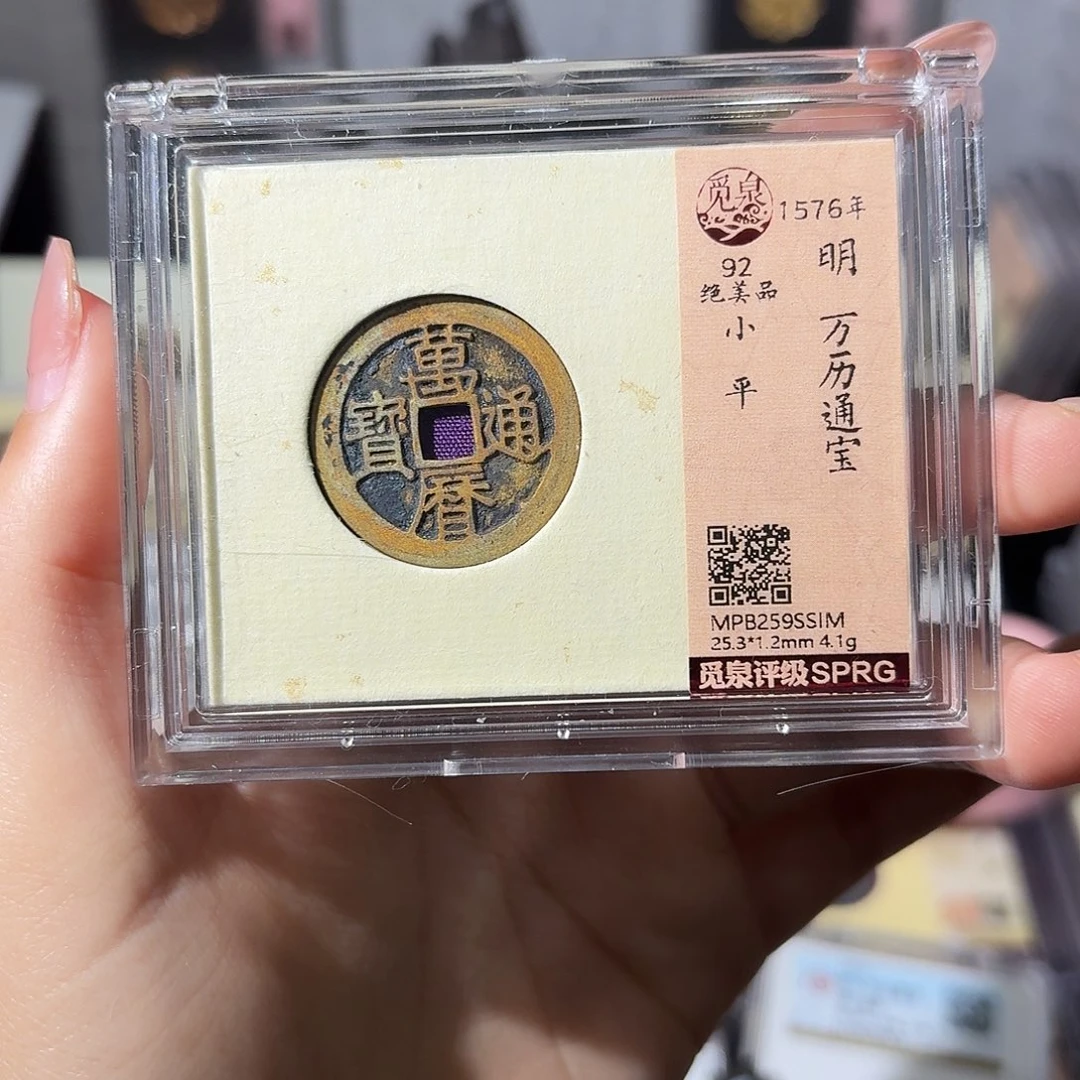 萬曆通寶
觅泉
1576年
明 万历通宝
92
绝美品
小平
MPB259SSIM
25.3*1.2mm 4.1g
觅泉评级SPRG